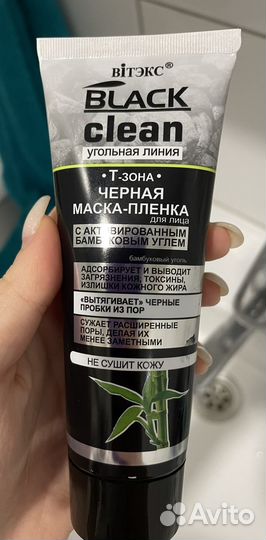 ВІТЭКС®
BLACK
clean
угольная линия
• Т-ЗОНА •
ЧЕРНАЯ
МАСКА-ПЛЕНКА
для лица
С АКТИВИРОВАННЫМ
БАМБУКОВЫМ УГЛЕМ
бамбуковый уголь
АДСОРБИРУЕТ И ВЫВОДИТ
ЗАГРЯЗНЕНИЯ, ТОКСИНЫ,
ИЗЛИШКИ КОЖНОГО ЖИРА
«ВЫТЯГИВАЕТ» ЧЕРНЫЕ
ПРОБКИ ИЗ ПОР
СУЖАЕТ РАСШИРЕННЫЕ
ПОРЫ, ДЕЛАЯ ИХ
МЕНЕЕ ЗАМЕТНЫМИ
НЕ СУШИТ КОЖУ
Avito